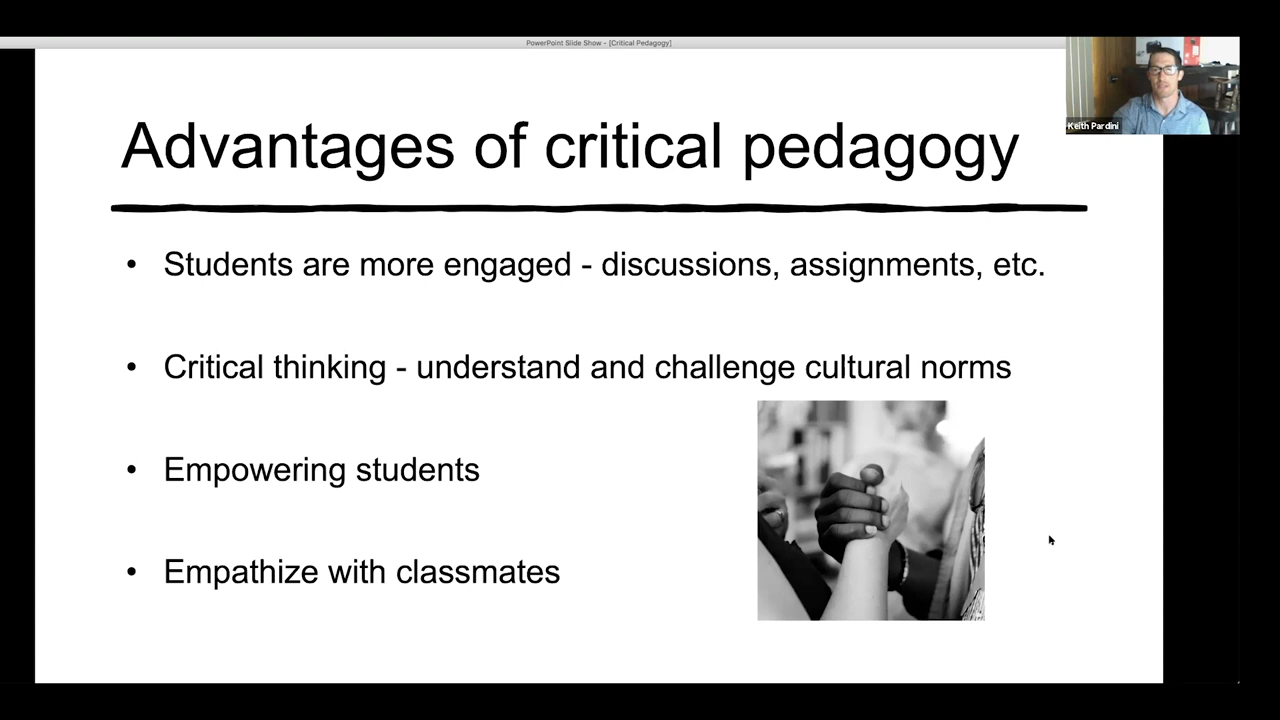 PowerPoint Slide Show - [Critical Pedagogy]
Keith Pardini
Advantages of critical pedagogy
• Students are more engaged - discussions, assignments, etc.
• Critical thinking - understand and challenge cultural norms
• Empowering students
• Empathize with classmates